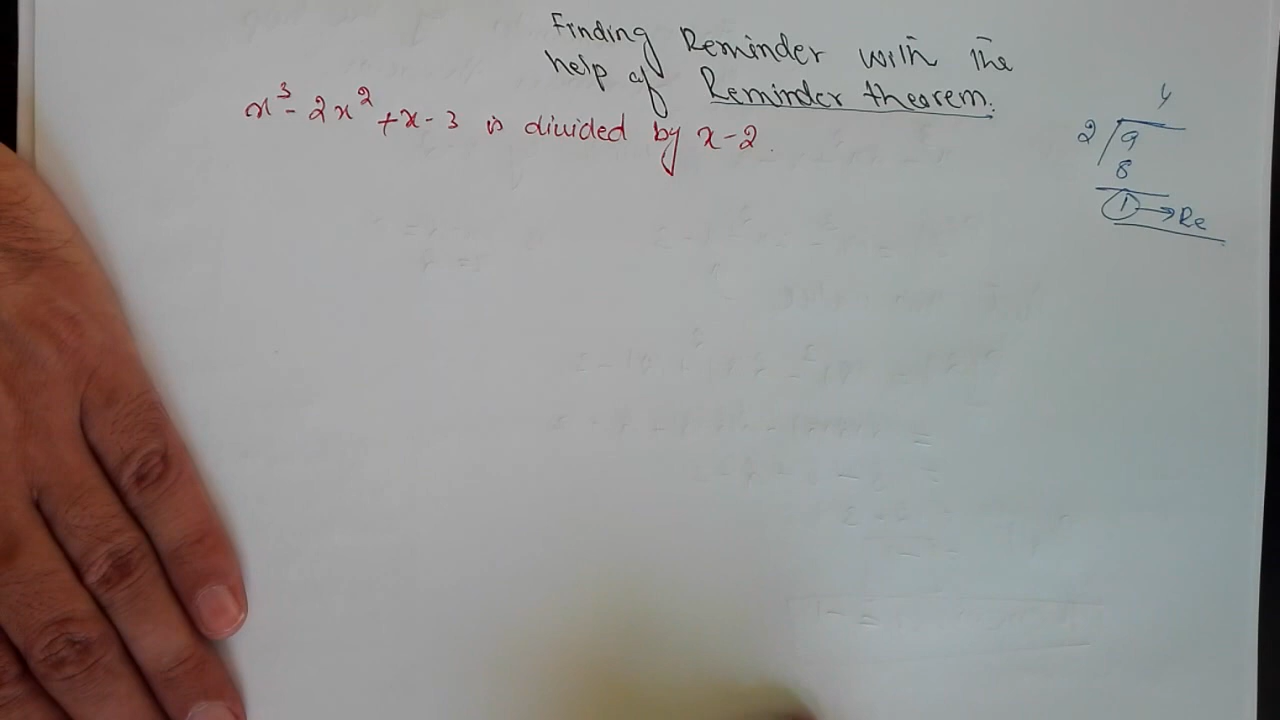 Finding Reminder with the
help of Reminder theorem.
x³- 2x² +x- 3 is divided by x-2.
4
2 9
8
1 → Re